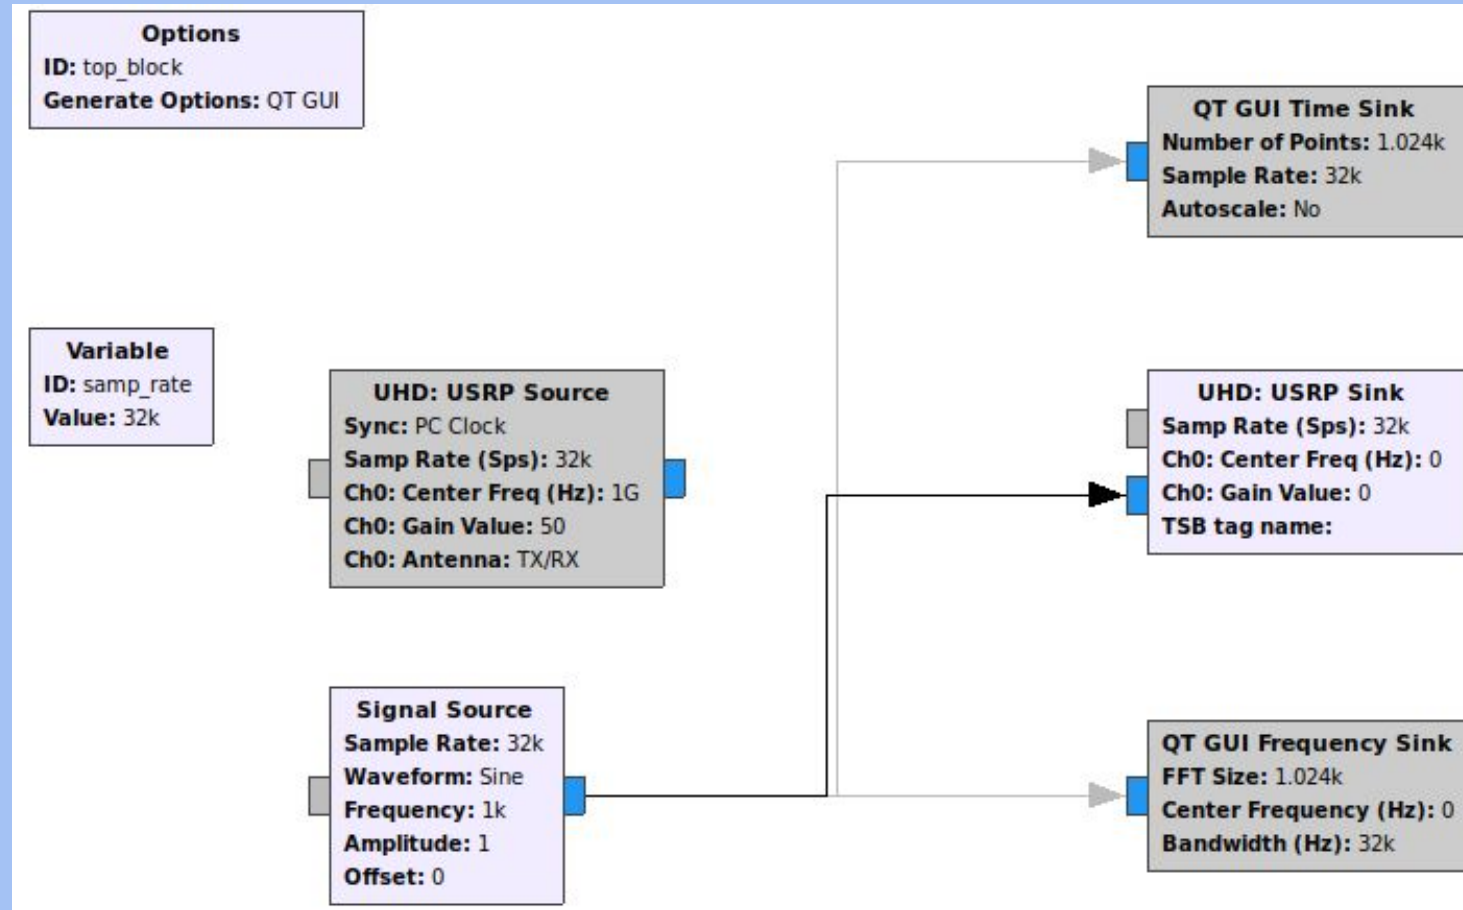 Options
ID: top_block
Generate Options: QT GUI
QT GUI Time Sink
Number of Points: 1.024k
Sample Rate: 32k
Autoscale: No
Variable
ID: samp_rate
Value: 32k
UHD: USRP Source
Sync: PC Clock
Samp Rate (Sps): 32k
Ch0: Center Freq (Hz): 1G
Ch0: Gain Value: 50
Ch0: Antenna: TX/RX
UHD: USRP Sink
Samp Rate (Sps): 32k
Ch0: Center Freq (Hz): 0
Ch0: Gain Value: 0
TSB tag name:
Signal Source
Sample Rate: 32k
Waveform: Sine
Frequency: 1k
Amplitude: 1
Offset: 0
QT GUI Frequency Sink
FFT Size: 1.024k
Center Frequency (Hz): 0
Bandwidth (Hz): 32k